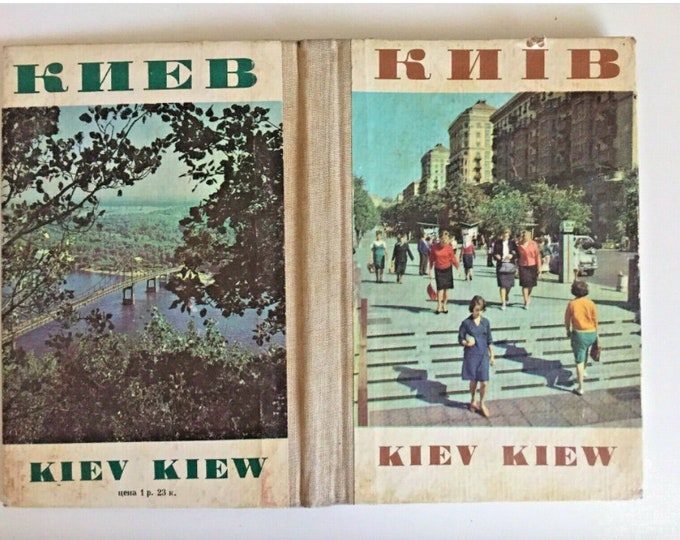 КИЕВ
KIEV KIEW
цена 1 р. 23 к.
КИЇВ
KIEV KIEW